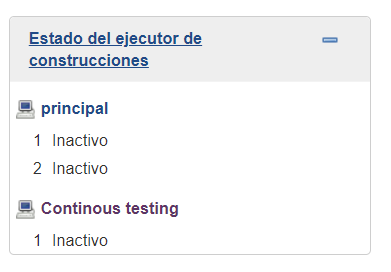 Estado del ejecutor de
construcciones
principal
1 Inactivo
2 Inactivo
Continous testing
1 Inactivo